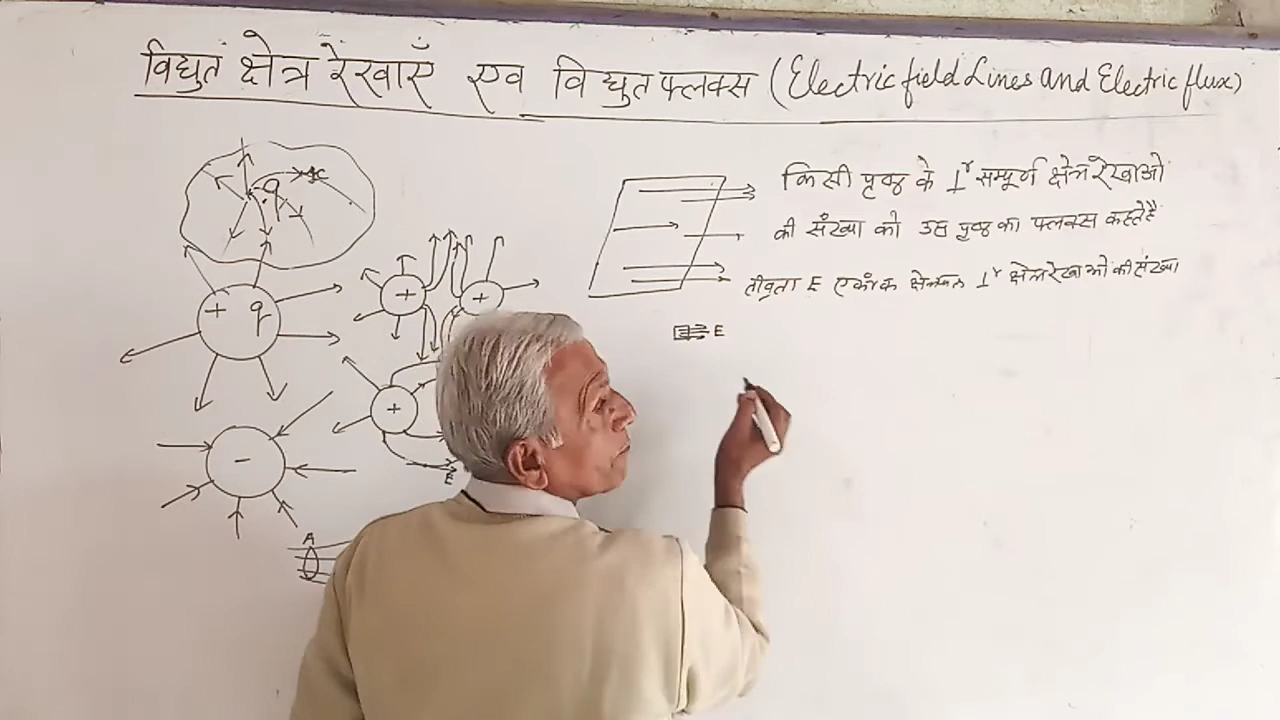 विद्युत क्षेत्र रेखाएँ एव विद्युत फ्लक्स (Electric field Lines and Electric flux)
किसी पृष्ठ के ⊥r सम्पूर्ण क्षेत्र रेखाओ
की संख्या को उस पृष्ठ का फ्लक्स कहते है
तीव्रता E एकांक क्षेत्रफल ⊥r क्षेत्र रेखाओं की संख्या
E
q
+ q
+
+
+
-
E
A